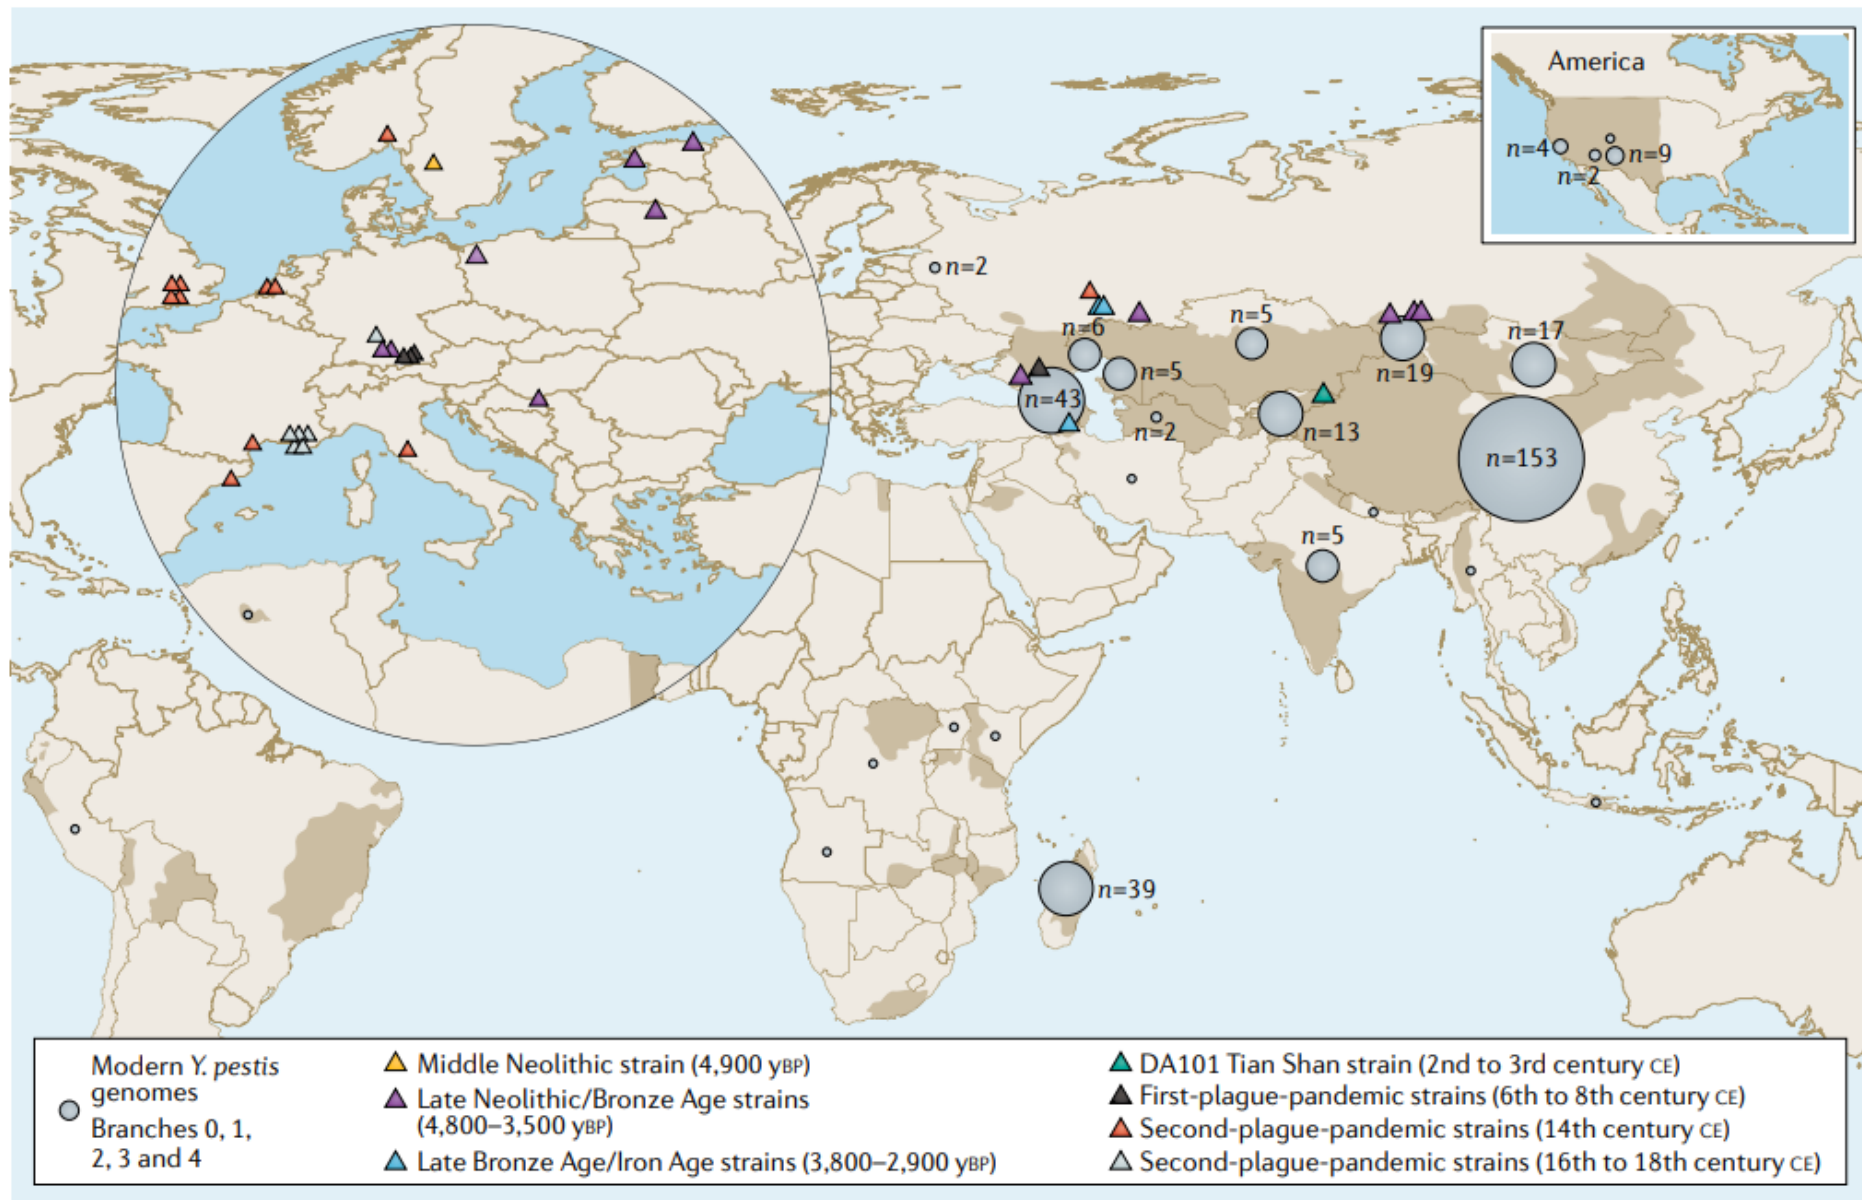 America
n=4
n=9
n=2
n=2
n=6
n=5
n=17
n=5
n=19
n=43
n=2
n=13
n=153
n=5
n=39
Modern Y. pestis
genomes
Branches 0, 1,
2, 3 and 4
Middle Neolithic strain (4,900 yBP)
Late Neolithic/Bronze Age strains
(4,800–3,500 yBP)
Late Bronze Age/Iron Age strains (3,800–2,900 yBP)
DA101 Tian Shan strain (2nd to 3rd century CE)
First-plague-pandemic strains (6th to 8th century CE)
Second-plague-pandemic strains (14th century CE)
Second-plague-pandemic strains (16th to 18th century CE)